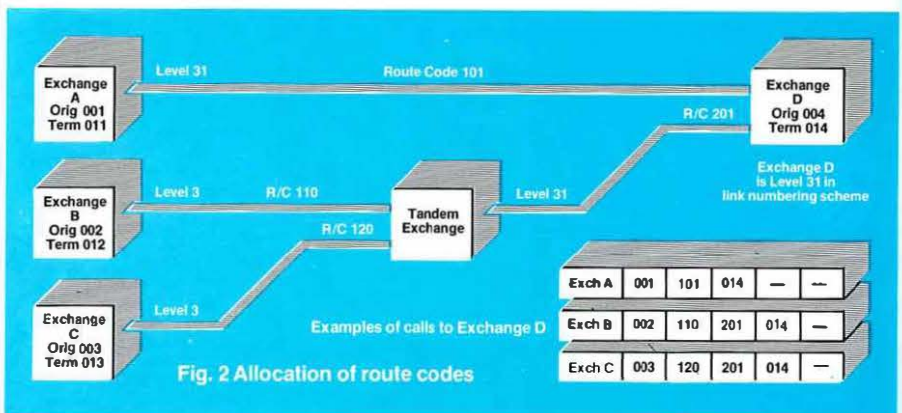 Exchange
A
Orig 001
Term 011
Level 31
Route Code 101
Exchange
D
Orig 004
Term 014
R/C 201
Exchange D
is Level 31 in
link numbering scheme
Exchange
B
Orig 002
Term 012
Level 3
R/C 110
Tandem
Exchange
Level 31
R/C 120
Exchange
C
Orig 003
Term 013
Level 3
Examples of calls to Exchange D
Exch A 001 101 014 — —
Exch B 002 110 201 014 —
Exch C 003 120 201 014 —
Fig. 2 Allocation of route codes